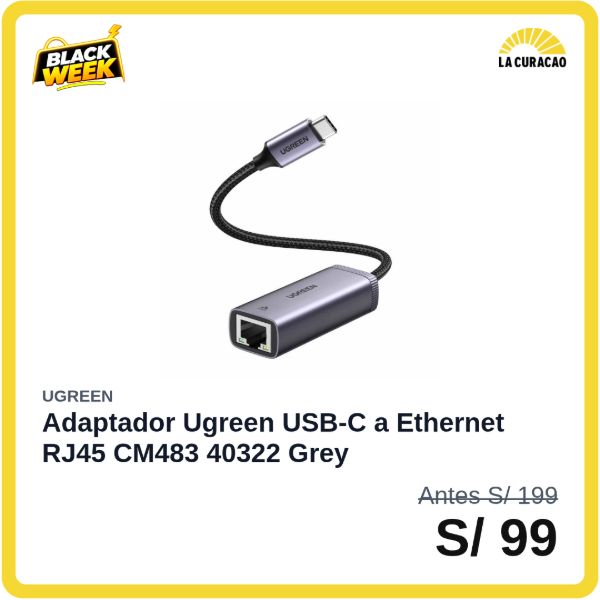 BLACK
WEEK
LA CURACAO
UGREEN
UGREEN
UGREEN
Adaptador Ugreen USB-C a Ethernet
RJ45 CM483 40322 Grey
Antes S/ 199
S/ 99